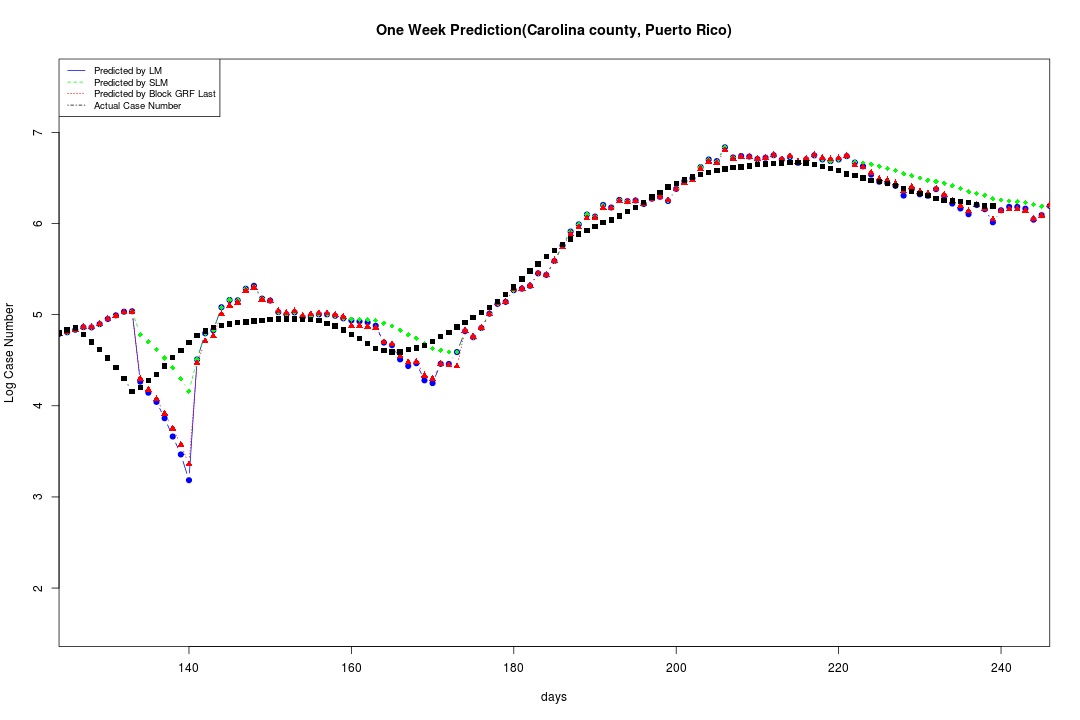 One Week Prediction(Carolina county, Puerto Rico)
Predicted by LM
Predicted by SLM
Predicted by Block GRF Last
Actual Case Number
7
6
5
4
3
2
Log Case Number
140 160 180 200 220 240
days